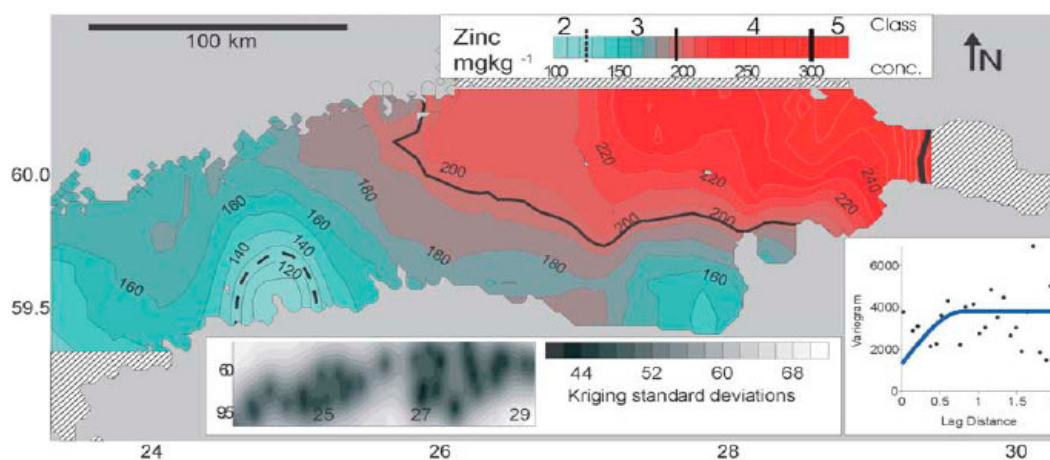 2 3 4 5 Class
Zinc
mgkg -1
100 150 200 250 300 conc.
100 km
N
60.0
59.5
200
180
160
160
140
140
120
160
180
180
200
200
220
220
220
240
160
44 52 60 68
Kriging standard deviations
60
25 27 29
6000
4000
2000
0
Variogram
0 0.5 1 1.5
Lag Distance
24 26 28 30